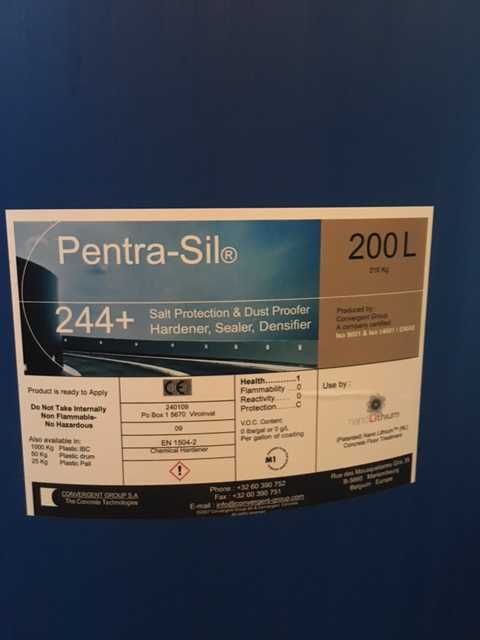 Pentra-Sil®
200 L
210 Kg
244+
Salt Protection & Dust Proofer
Hardener, Sealer, Densifier
Produced by:
Convergent Group
A company certified
Iso 9001 & Iso 14001 / EMAS
Product is ready to Apply
Do Not Take Internally
Non Flammable-
No Hazardous
Also available in:
1000 Kg Plastic IBC
50 Kg Plastic drum
25 Kg Plastic Pail
CE
240109
Po Box 1 5670 Viroinval
09
EN 1504-2
Chemical Hardener
Health 1
Flammability 0
Reactivity 0
Protection C
V.O.C. Content:
0 lbs/gal or 0 g/L
Per gallon of coating
M1
Use by :
nano Lithium
(Patented) Nano Lithium™ (NL)
Concrete Floor Treatment
CONVERGENT GROUP S.A
The Concrete Technologies
Phone : +32 60 390 752
Fax : +32 60 390 751
E-mail : info@convergent-group.com
Rue des Mousquetaires Gris
B-5660 Mariembourg
Belgium - Europe